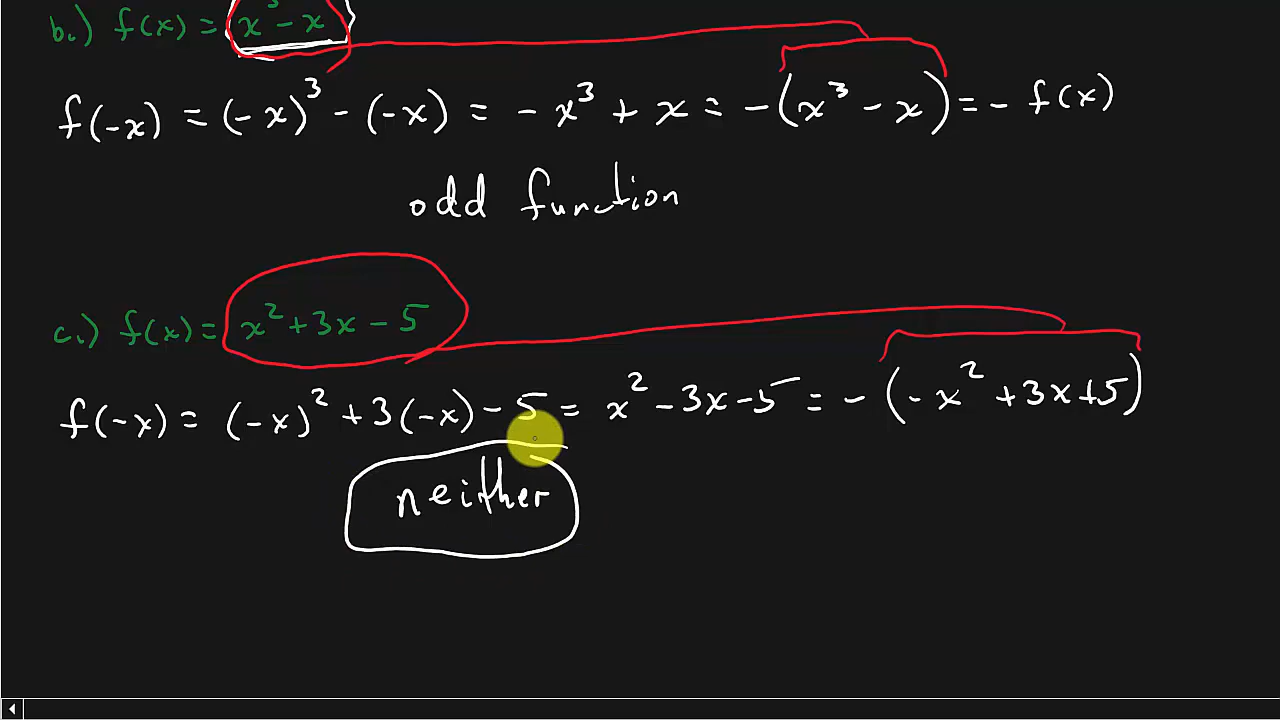 b.) f(x) = x³ - x
f(-x) = (-x)³ - (-x) = - x³ + x = - (x³ - x) = - f(x)
odd function
c.) f(x) = x² + 3x - 5
f(-x) = (-x)² + 3(-x) - 5 = x² - 3x - 5 = - (- x² + 3x + 5)
neither